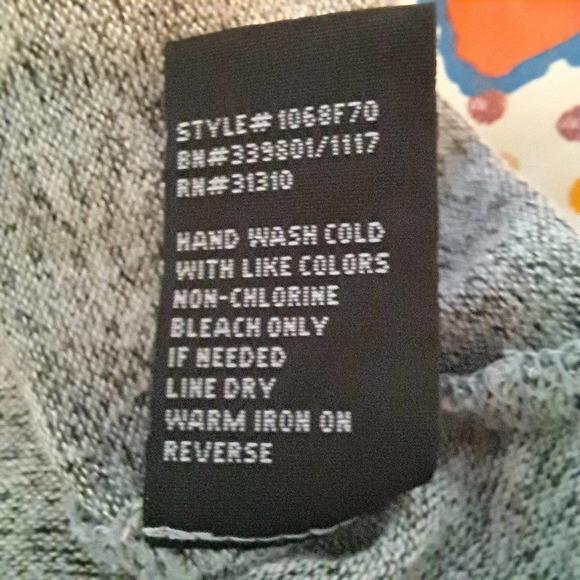 STYLE#1068F70
BN#339801/1117
RN#31310
HAND WASH COLD
WITH LIKE COLORS
NON-CHLORINE
BLEACH ONLY
IF NEEDED
LINE DRY
WARM IRON ON
REVERSE